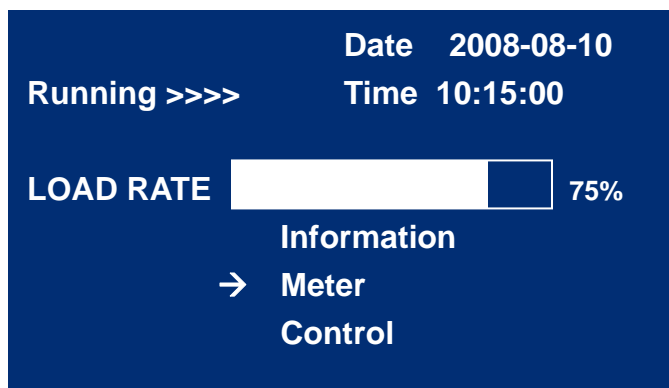 Date 2008-08-10
Running >>>> Time 10:15:00
LOAD RATE 75%
Information
→ Meter
Control